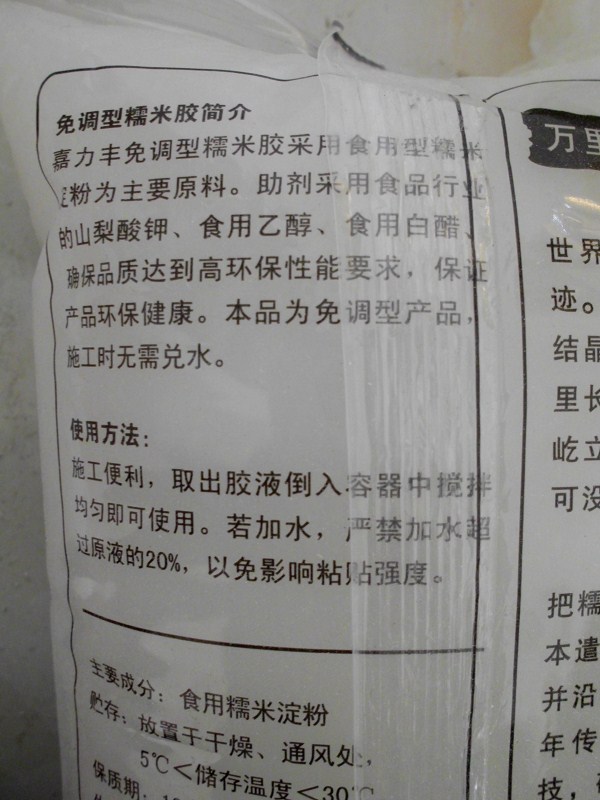 免调型糯米胶简介
嘉力丰免调型糯米胶采用食用型糯米
淀粉为主要原料。助剂采用食品行业
的山梨酸钾、食用乙醇、食用白醋、
确保品质达到高环保性能要求，保证
产品环保健康。本品为免调型产品，
施工时无需兑水。
使用方法：
施工便利，取出胶液倒入容器中搅拌
均匀即可使用。若加水，严禁加水超
过原液的20%，以免影响粘贴强度。
主要成分：食用糯米淀粉
贮存：放置于干燥、通风处，
5℃＜储存温度＜30℃
保质期：
万里
世界
迹。
结晶
里长
屹立
可没
把糯
本遣
并沿
年传
技，